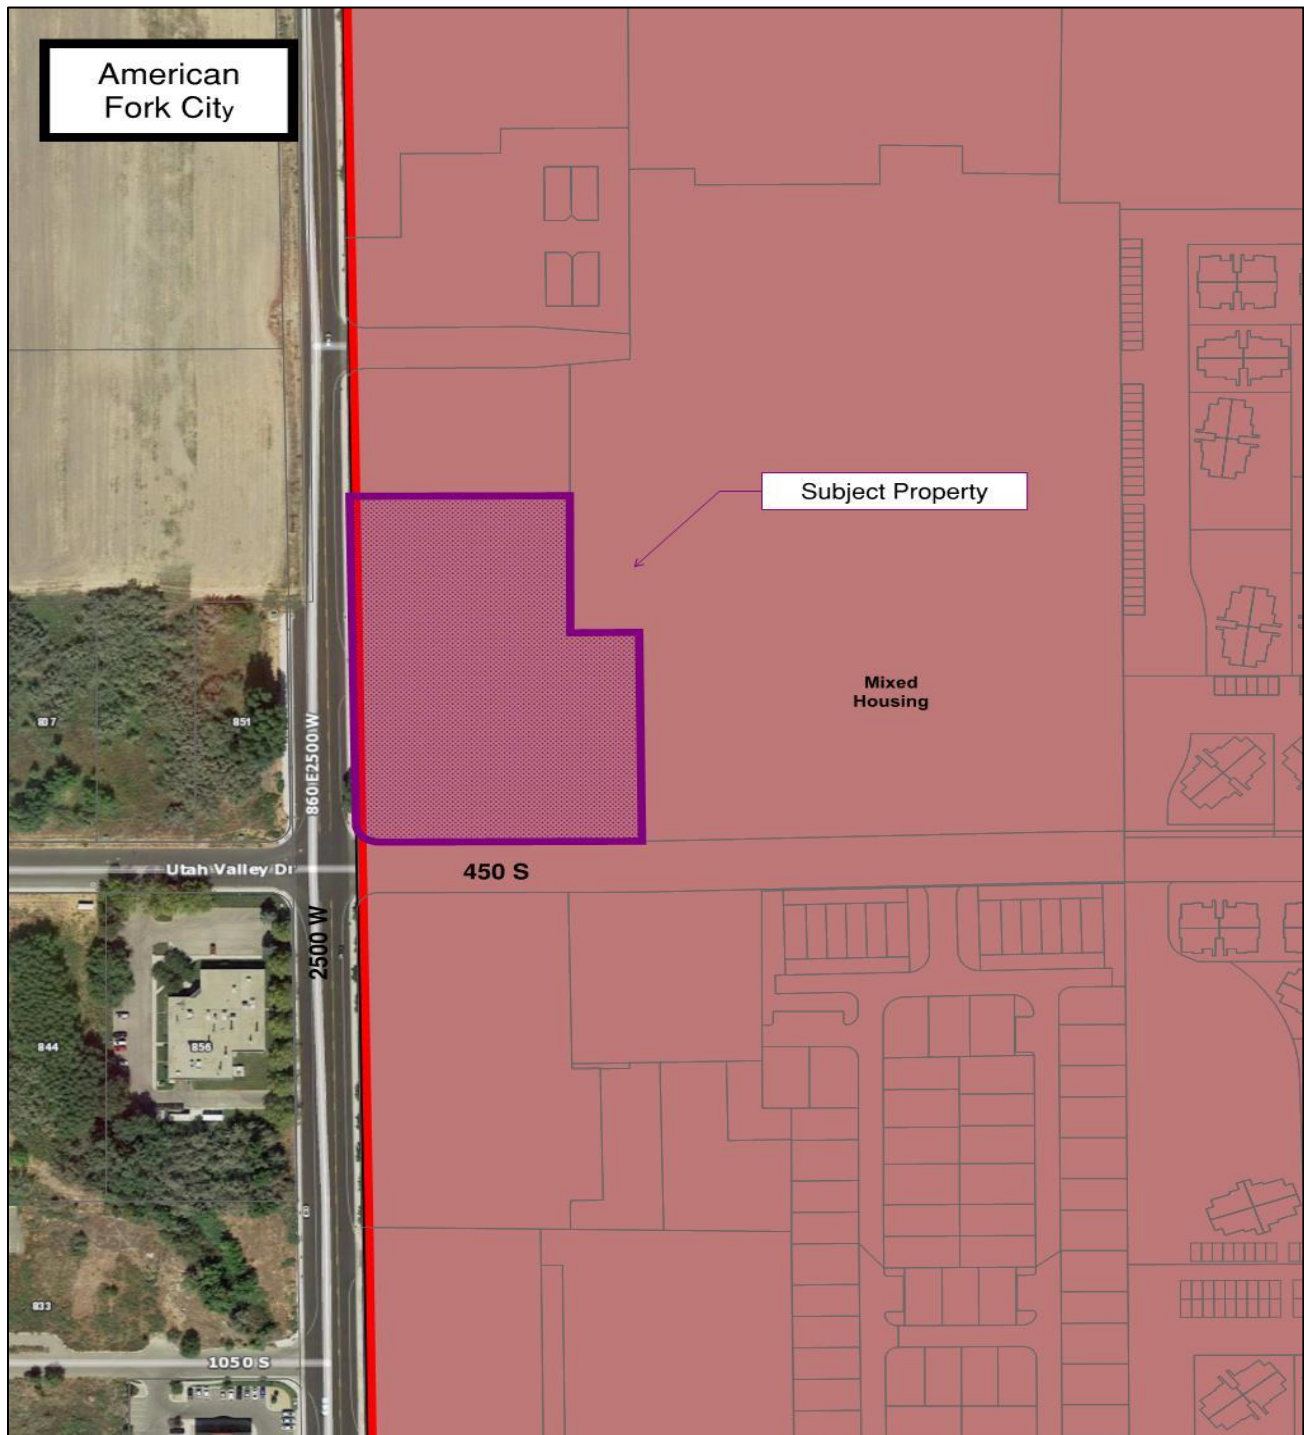 American
Fork City
Subject Property
Mixed
Housing
837
851
860 E 2500 W
Utah Valley Dr
450 S
2500 W
844
856
833
1050 S